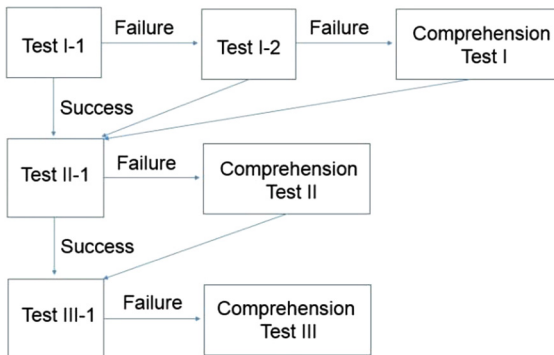 Failure
Failure
Test I-1
Test I-2
Comprehension
Test I
Success
Test II-1
Failure
Comprehension
Test II
Success
Test III-1
Failure
Comprehension
Test III